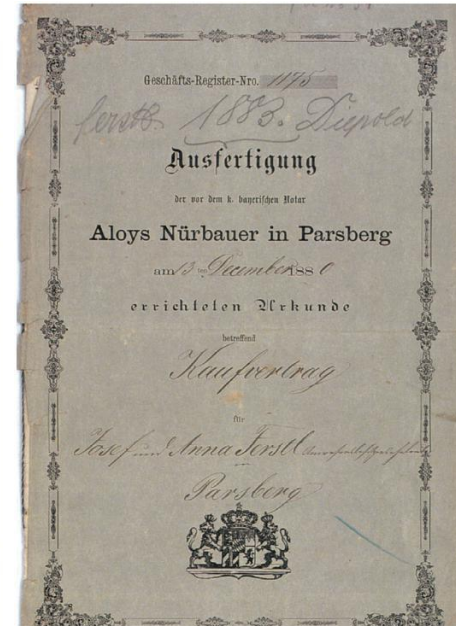 Geschäfts-Register-Nro. 1175
Ferstl. 1883. Diepold
Ausfertigung
der vor dem k. bayerischen Notar
Aloys Nürbauer in Parsberg
am 13ten December 1880
errichteten Urkunde
betreffend
Kaufvertrag
für
Josef und Anna Ferstl
Parsberg